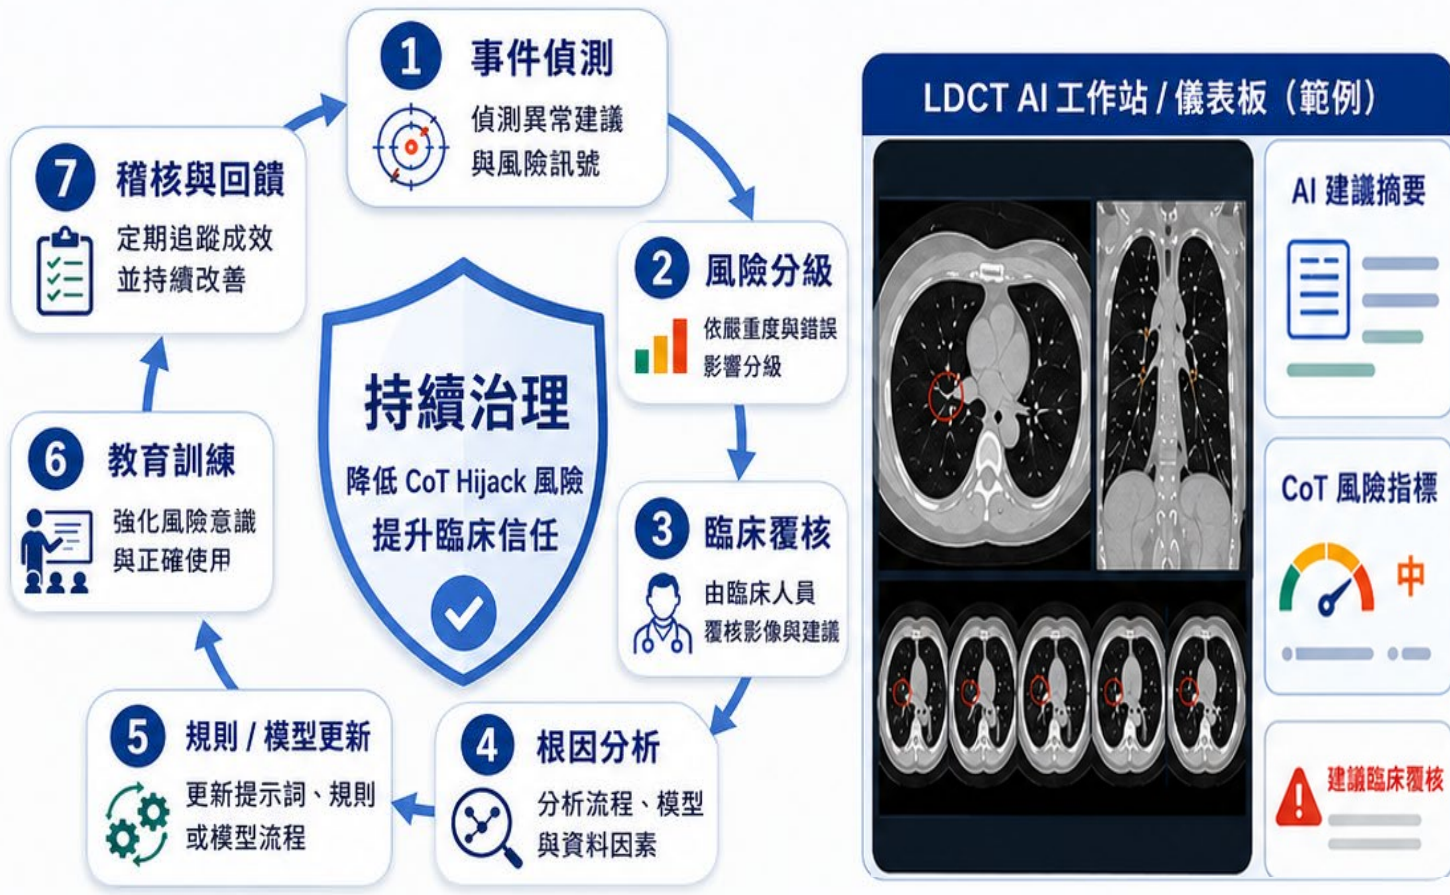 1
事件偵測
偵測異常建議
與風險訊號
2
風險分級
依嚴重度與錯誤
影響分級
3
臨床覆核
由臨床人員
覆核影像與建議
4
根因分析
分析流程、模型
與資料因素
5
規則 / 模型更新
更新提示詞、規則
或模型流程
6
教育訓練
強化風險意識
與正確使用
7
稽核與回饋
定期追蹤成效
並持續改善
持續治理
降低 CoT Hijack 風險
提升臨床信任
LDCT AI 工作站 / 儀表板（範例）
AI 建議摘要
CoT 風險指標
中
建議臨床覆核